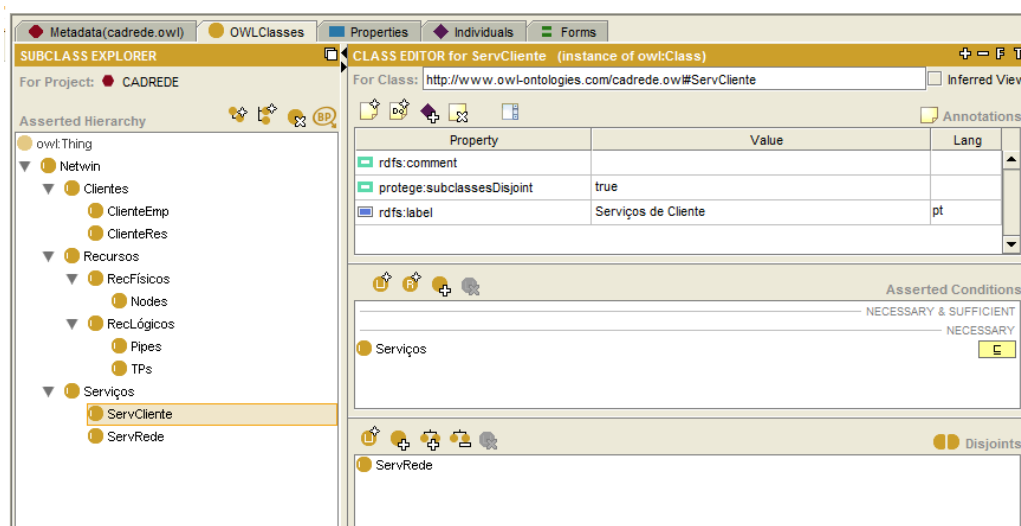 Metadata(cadrede.owl) OWLClasses Properties Individuals Forms
SUBCLASS EXPLORER
For Project: CADREDE
Asserted Hierarchy
BP
owl:Thing
Netwin
Clientes
ClienteEmp
ClienteRes
Recursos
RecFísicos
Nodes
RecLógicos
Pipes
TPs
Serviços
ServCliente
ServRede
CLASS EDITOR for ServCliente (instance of owl:Class) F T
For Class: http://www.owl-ontologies.com/cadrede.owl#ServCliente Inferred View
Annotations
Property Value Lang
rdfs:comment
protege:subclassesDisjoint true
rdfs:label Serviços de Cliente pt
Asserted Conditions
NECESSARY & SUFFICIENT
NECESSARY
Serviços ⊑
Disjoints
ServRede